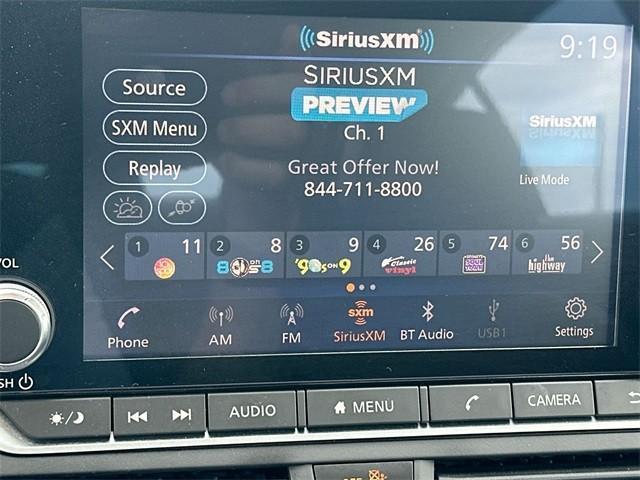 SiriusXM
9:19
SIRIUSXM
PREVIEW
Ch. 1
Source
SXM Menu
Replay
Great Offer Now!
844-711-8800
SiriusXM
Live Mode
1 11
2 8
80s on 8
3 9
'90s on 9
4 26
Classic vinyl
5 74
6 56
the highway
Phone
AM
FM
sxm
SiriusXM
BT Audio
USB1
Settings
VOL
SH
AUDIO
MENU
CAMERA